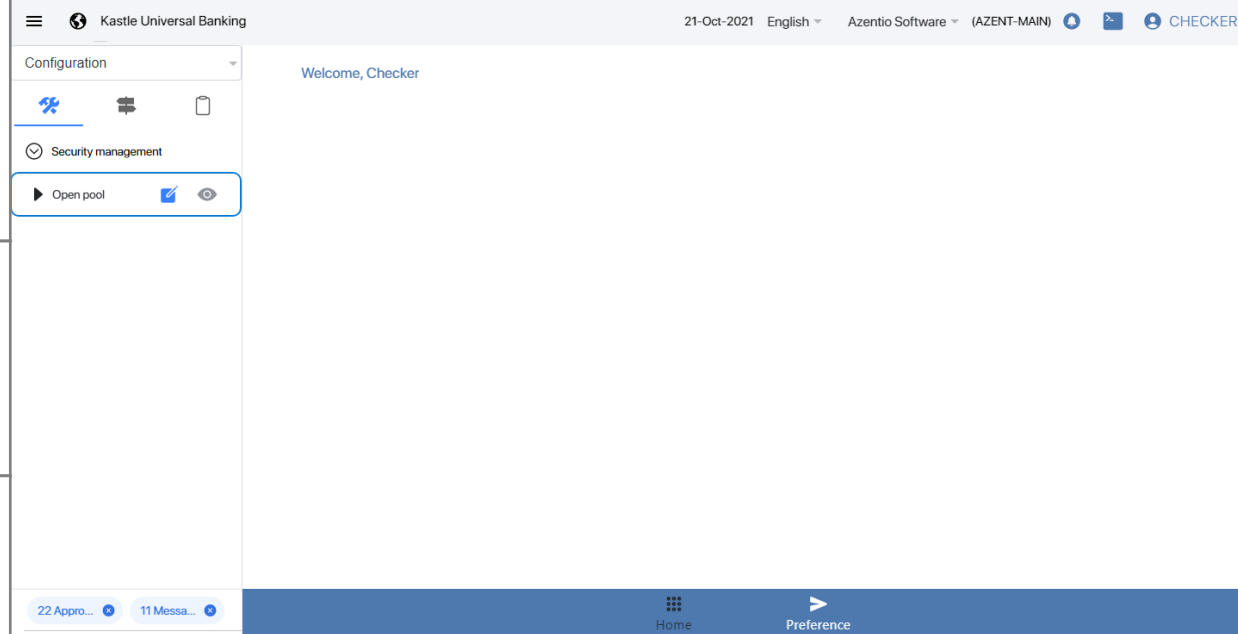 Kastle Universal Banking
21-Oct-2021 English Azentio Software (AZENT-MAIN) CHECKER
Configuration
Welcome, Checker
Security management
Open pool
22 Appro... 11 Messa...
Home
Preference